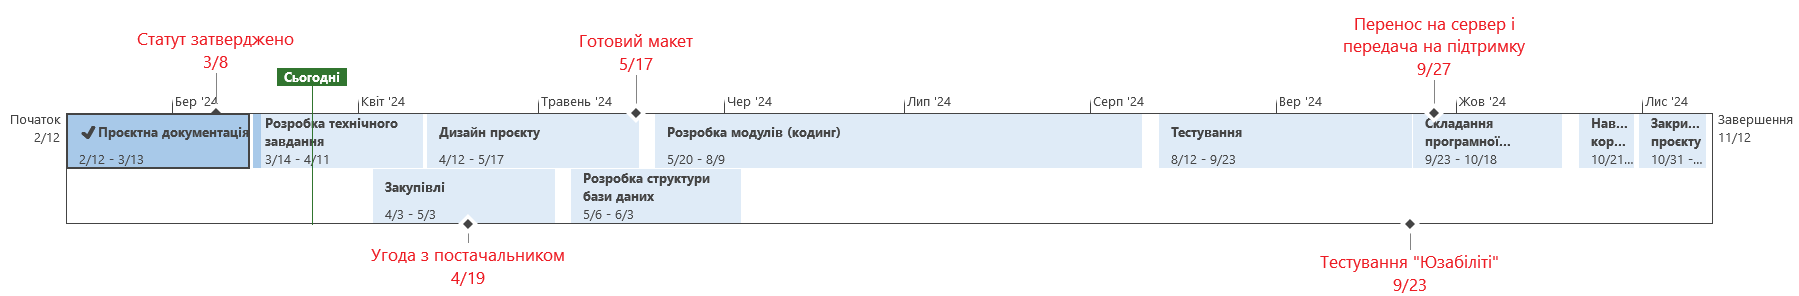 Статут затверджено
3/8
Готовий макет
5/17
Перенос на сервер і
передача на підтримку
9/27
Сьогодні
Бер '24
Квіт '24
Травень '24
Чер '24
Лип '24
Серп '24
Вер '24
Жов '24
Лис '24
Початок
2/12
Проєктна документація
2/12 - 3/13
Розробка технічного
завдання
3/14 - 4/11
Дизайн проєкту
4/12 - 5/17
Розробка модулів (кодинг)
5/20 - 8/9
Тестування
8/12 - 9/23
Складання
програмної...
9/23 - 10/18
Нав...
кор...
10/21...
Закри...
проєкту
10/31 -...
Завершення
11/12
Закупівлі
4/3 - 5/3
Розробка структури
бази даних
5/6 - 6/3
Угода з постачальником
4/19
Тестування "Юзабіліті"
9/23